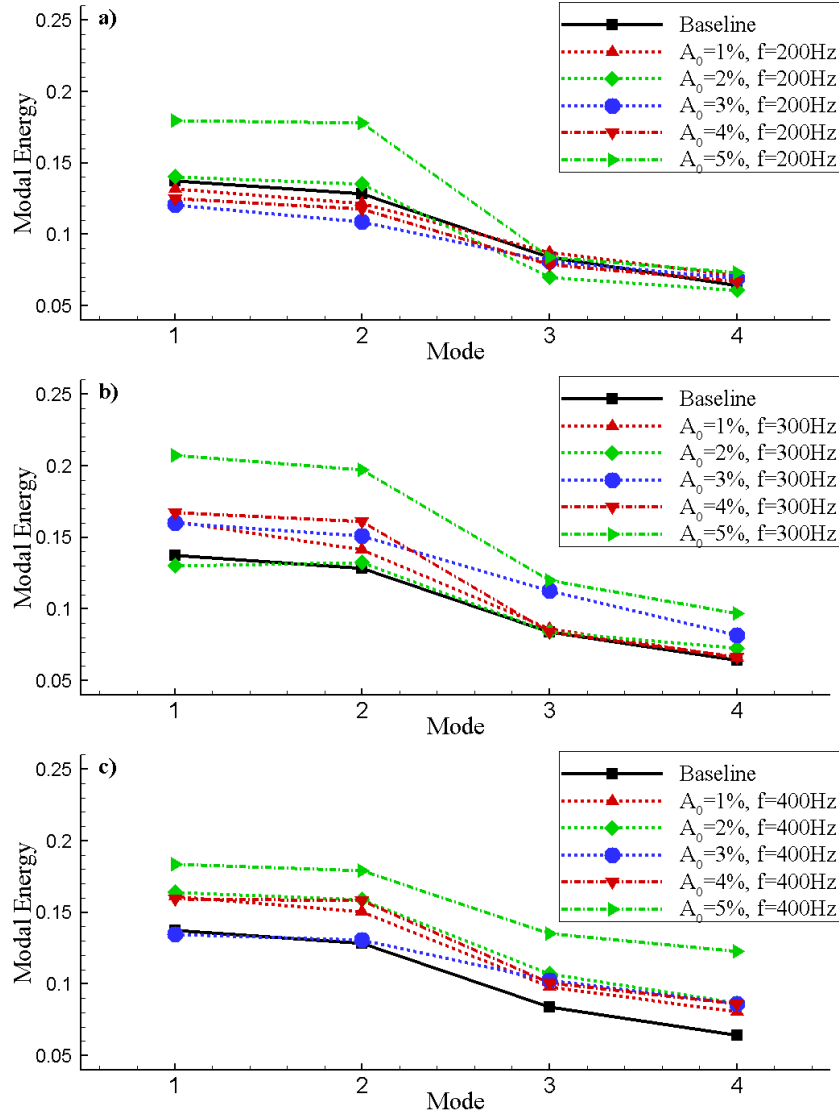 a)
Modal Energy
0.25
0.2
0.15
0.1
0.05
Baseline
A₀=1%, f=200Hz
A₀=2%, f=200Hz
A₀=3%, f=200Hz
A₀=4%, f=200Hz
A₀=5%, f=200Hz
1 2 3 4
Mode
b)
Modal Energy
0.25
0.2
0.15
0.1
0.05
Baseline
A₀=1%, f=300Hz
A₀=2%, f=300Hz
A₀=3%, f=300Hz
A₀=4%, f=300Hz
A₀=5%, f=300Hz
1 2 3 4
Mode
c)
Modal Energy
0.25
0.2
0.15
0.1
0.05
Baseline
A₀=1%, f=400Hz
A₀=2%, f=400Hz
A₀=3%, f=400Hz
A₀=4%, f=400Hz
A₀=5%, f=400Hz
1 2 3 4
Mode